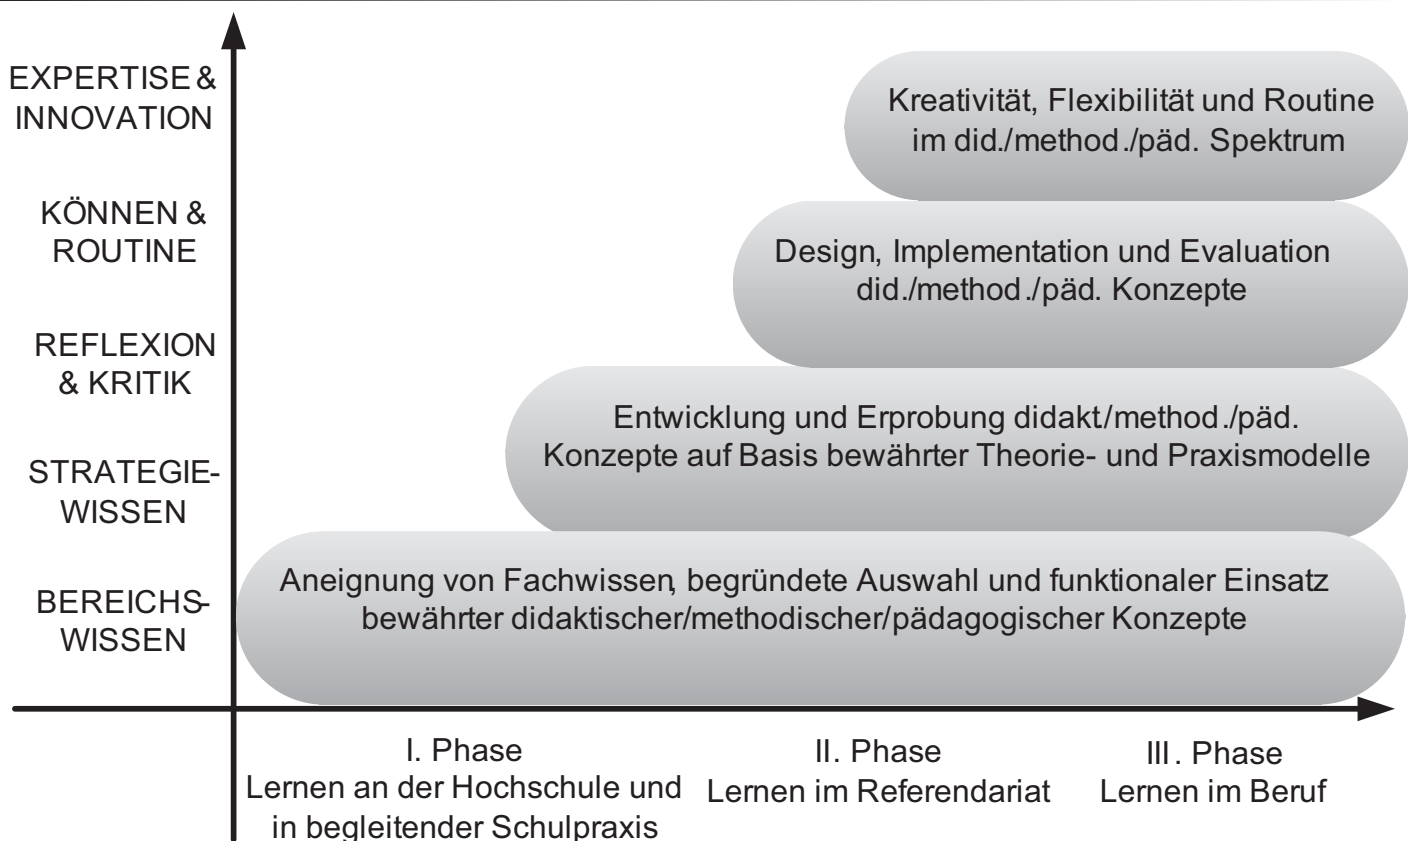 EXPERTISE &
INNOVATION
KÖNNEN &
ROUTINE
REFLEXION
& KRITIK
STRATEGIE-
WISSEN
BEREICHS-
WISSEN
Kreativität, Flexibilität und Routine
im did./method./päd. Spektrum
Design, Implementation und Evaluation
did./method./päd. Konzepte
Entwicklung und Erprobung didakt./method./päd.
Konzepte auf Basis bewährter Theorie- und Praxismodelle
Aneignung von Fachwissen, begründete Auswahl und funktionaler Einsatz
bewährter didaktischer/methodischer/pädagogischer Konzepte
I. Phase
Lernen an der Hochschule und
in begleitender Schulpraxis
II. Phase
Lernen im Referendariat
III. Phase
Lernen im Beruf